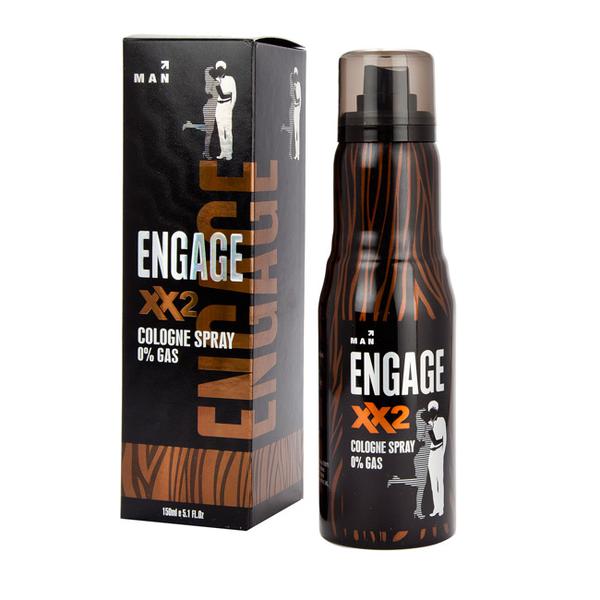 MAN
ENGAGE
XX2
COLOGNE SPRAY
0% GAS
ENGAGE
150ml e 5.1 fl.Oz
MAN
ENGAGE
XX2
COLOGNE SPRAY
0% GAS